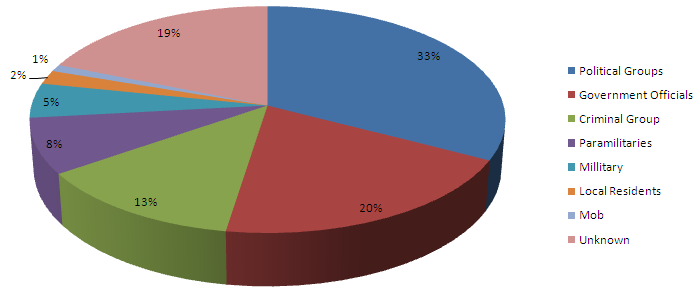 19%
33%
1%
2%
5%
8%
13%
20%
Political Groups
Government Officials
Criminal Group
Paramilitaries
Millitary
Local Residents
Mob
Unknown